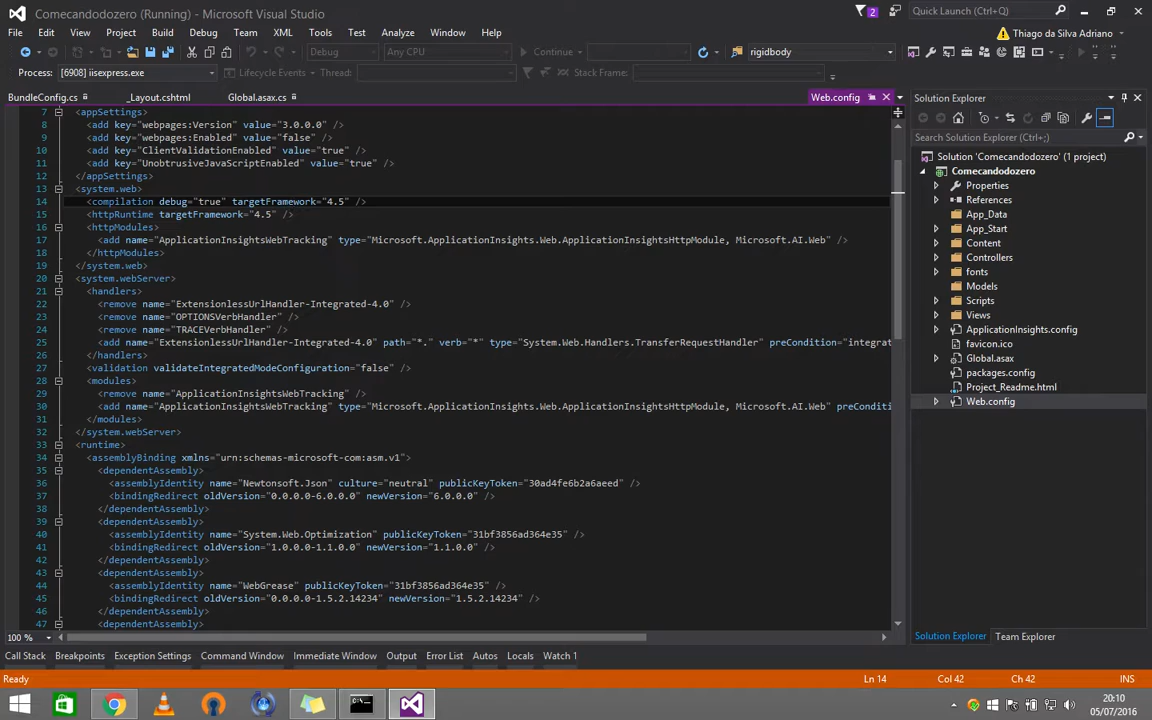 Comecandodozero (Running) - Microsoft Visual Studio
2
Quick Launch (Ctrl+Q)
File Edit View Project Build Debug Team XML Tools Test Analyze Window Help
Thiago da Silva Adriano
Debug Any CPU Continue rigidbody
Process: [6908] iisexpress.exe Lifecycle Events Thread: Stack Frame:
BundleConfig.cs _Layout.cshtml Global.asax.cs Web.config
7 <appSettings>
8 <add key="webpages:Version" value="3.0.0.0" />
9 <add key="webpages:Enabled" value="false" />
10 <add key="ClientValidationEnabled" value="true" />
11 <add key="UnobtrusiveJavaScriptEnabled" value="true" />
12 </appSettings>
13 <system.web>
14 <compilation debug="true" targetFramework="4.5" />
15 <httpRuntime targetFramework="4.5" />
16 <httpModules>
17 <add name="ApplicationInsightsWebTracking" type="Microsoft.ApplicationInsights.Web.ApplicationInsightsHttpModule, Microsoft.AI.Web" />
18 </httpModules>
19 </system.web>
20 <system.webServer>
21 <handlers>
22 <remove name="ExtensionlessUrlHandler-Integrated-4.0" />
23 <remove name="OPTIONSVerbHandler" />
24 <remove name="TRACEVerbHandler" />
25 <add name="ExtensionlessUrlHandler-Integrated-4.0" path="*." verb="*" type="System.Web.Handlers.TransferRequestHandler" preCondition="integrat
26 </handlers>
27 <validation validateIntegratedModeConfiguration="false" />
28 <modules>
29 <remove name="ApplicationInsightsWebTracking" />
30 <add name="ApplicationInsightsWebTracking" type="Microsoft.ApplicationInsights.Web.ApplicationInsightsHttpModule, Microsoft.AI.Web" preConditi
31 </modules>
32 </system.webServer>
33 <runtime>
34 <assemblyBinding xmlns="urn:schemas-microsoft-com:asm.v1">
35 <dependentAssembly>
36 <assemblyIdentity name="Newtonsoft.Json" culture="neutral" publicKeyToken="30ad4fe6b2a6aeed" />
37 <bindingRedirect oldVersion="0.0.0.0-6.0.0.0" newVersion="6.0.0.0" />
38 </dependentAssembly>
39 <dependentAssembly>
40 <assemblyIdentity name="System.Web.Optimization" publicKeyToken="31bf3856ad364e35" />
41 <bindingRedirect oldVersion="1.0.0.0-1.1.0.0" newVersion="1.1.0.0" />
42 </dependentAssembly>
43 <dependentAssembly>
44 <assemblyIdentity name="WebGrease" publicKeyToken="31bf3856ad364e35" />
45 <bindingRedirect oldVersion="0.0.0.0-1.5.2.14234" newVersion="1.5.2.14234" />
46 </dependentAssembly>
47 <dependentAssembly>
100 %
Solution Explorer
Search Solution Explorer (Ctrl+;)
Solution 'Comecandodozero' (1 project)
Comecandodozero
Properties
References
App_Data
App_Start
Content
Controllers
fonts
Models
Scripts
Views
ApplicationInsights.config
favicon.ico
Global.asax
packages.config
Project_Readme.html
Web.config
Solution Explorer Team Explorer
Call Stack Breakpoints Exception Settings Command Window Immediate Window Output Error List Autos Locals Watch 1
Ready Ln 14 Col 42 Ch 42 INS
20:10
05/07/2016